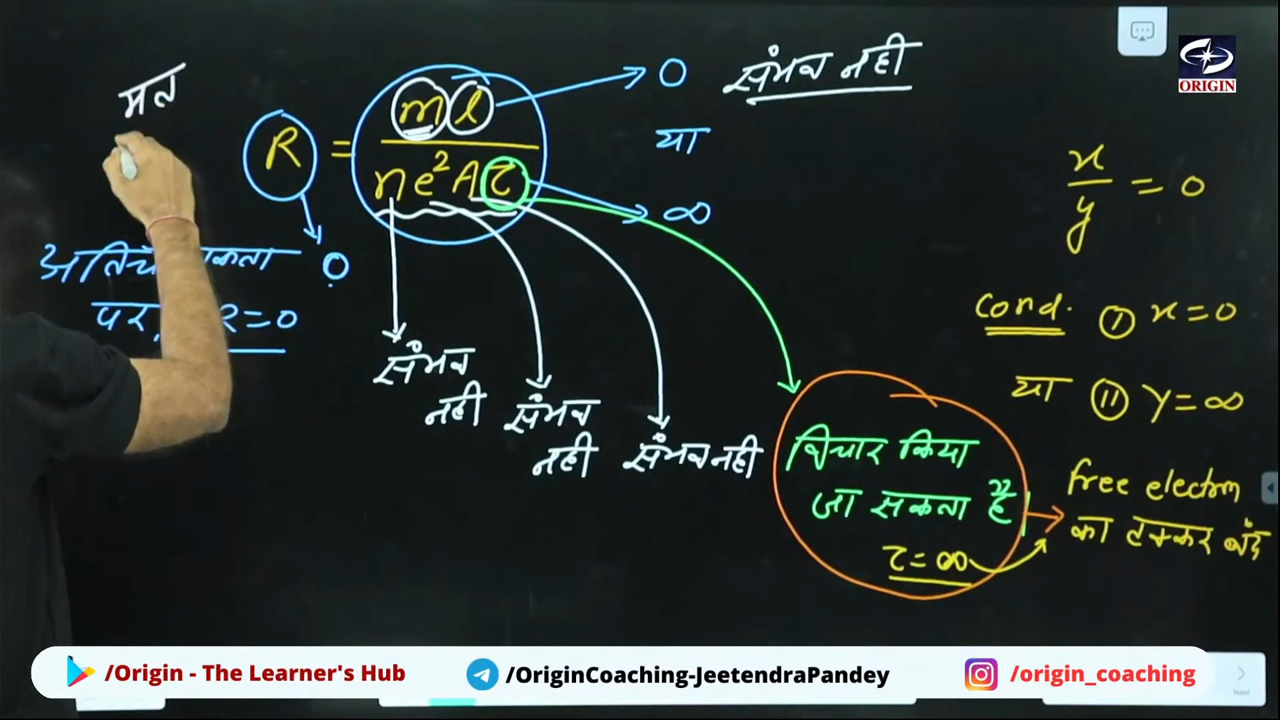 मत
R = ml / ne²Aτ
0 संभव नही
या
∞
0
पर, R=0
संभव
नही
संभव
नही
संभव नही
विचार किया
जा सकता है
τ=∞
x/y = 0
Cond. (I) x=0
या (II) y=∞
free electron
का टक्कर बंद
ORIGIN
Next
/Origin - The Learner's Hub
/OriginCoaching-JeetendraPandey
/origin_coaching